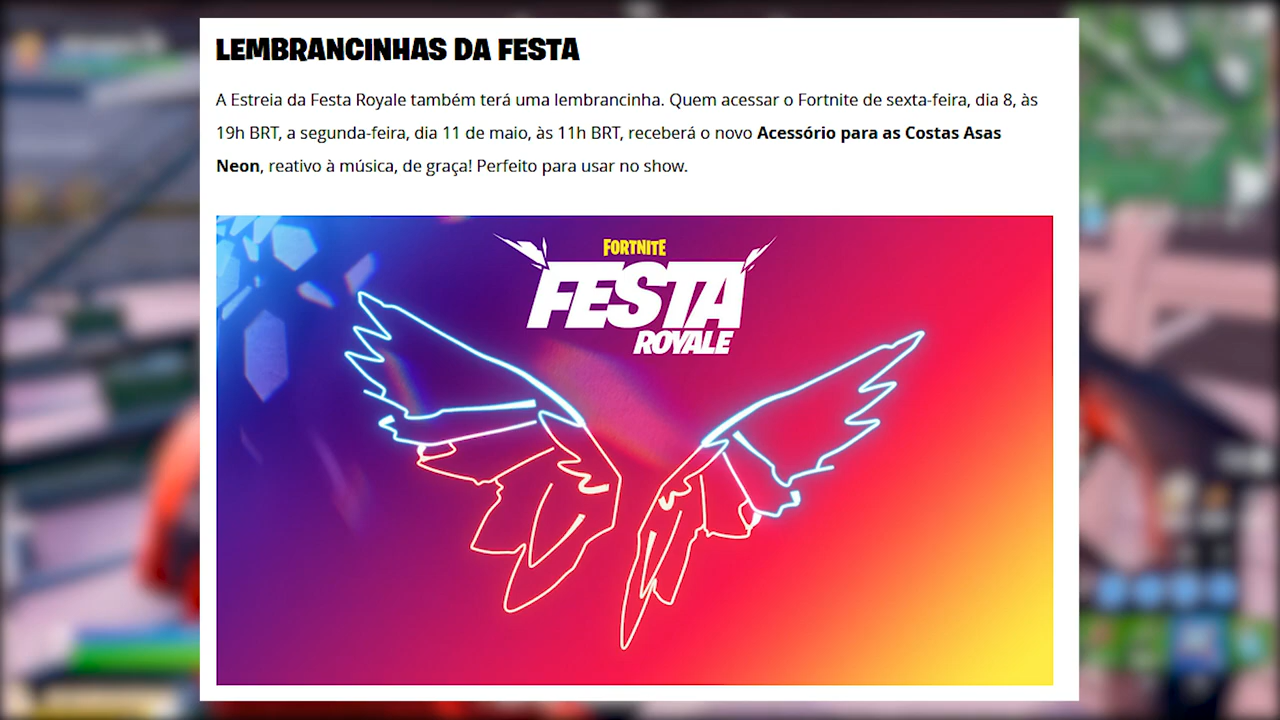 LEMBRANCINHAS DA FESTA
A Estreia da Festa Royale também terá uma lembrancinha. Quem acessar o Fortnite de sexta-feira, dia 8, às
19h BRT, a segunda-feira, dia 11 de maio, às 11h BRT, receberá o novo Acessório para as Costas Asas
Neon, reativo à música, de graça! Perfeito para usar no show.
FORTNITE
FESTA
ROYALE